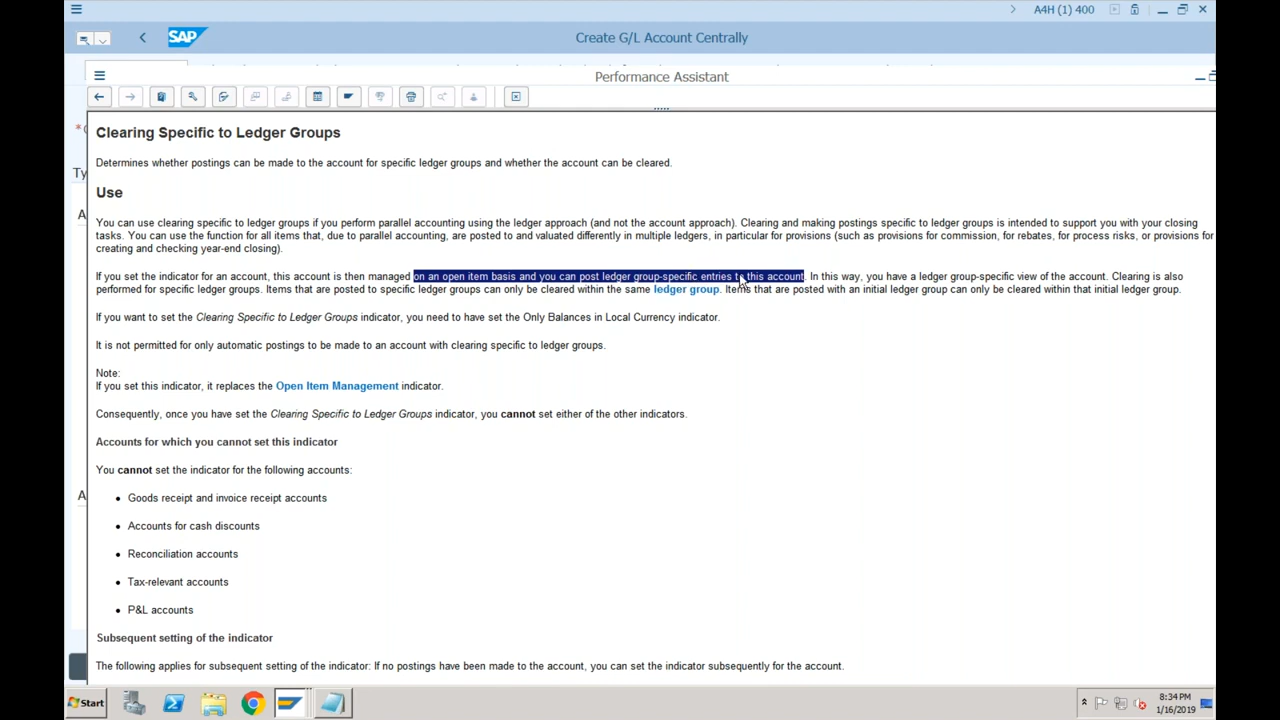 A4H (1) 400
SAP
Create G/L Account Centrally
Performance Assistant
Clearing Specific to Ledger Groups
Determines whether postings can be made to the account for specific ledger groups and whether the account can be cleared.
Use
You can use clearing specific to ledger groups if you perform parallel accounting using the ledger approach (and not the account approach). Clearing and making postings specific to ledger groups is intended to support you with your closing
tasks. You can use the function for all items that, due to parallel accounting, are posted to and valuated differently in multiple ledgers, in particular for provisions (such as provisions for commission, for rebates, for process risks, or provisions for
creating and checking year-end closing).
If you set the indicator for an account, this account is then managed on an open item basis and you can post ledger group-specific entries to this account. In this way, you have a ledger group-specific view of the account. Clearing is also
performed for specific ledger groups. Items that are posted to specific ledger groups can only be cleared within the same ledger group. Items that are posted with an initial ledger group can only be cleared within that initial ledger group.
If you want to set the Clearing Specific to Ledger Groups indicator, you need to have set the Only Balances in Local Currency indicator.
It is not permitted for only automatic postings to be made to an account with clearing specific to ledger groups.
Note:
If you set this indicator, it replaces the Open Item Management indicator.
Consequently, once you have set the Clearing Specific to Ledger Groups indicator, you cannot set either of the other indicators.
Accounts for which you cannot set this indicator
You cannot set the indicator for the following accounts:
• Goods receipt and invoice receipt accounts
• Accounts for cash discounts
• Reconciliation accounts
• Tax-relevant accounts
• P&L accounts
Subsequent setting of the indicator
The following applies for subsequent setting of the indicator: If no postings have been made to the account, you can set the indicator subsequently for the account.
Start
8:34 PM
1/16/2019